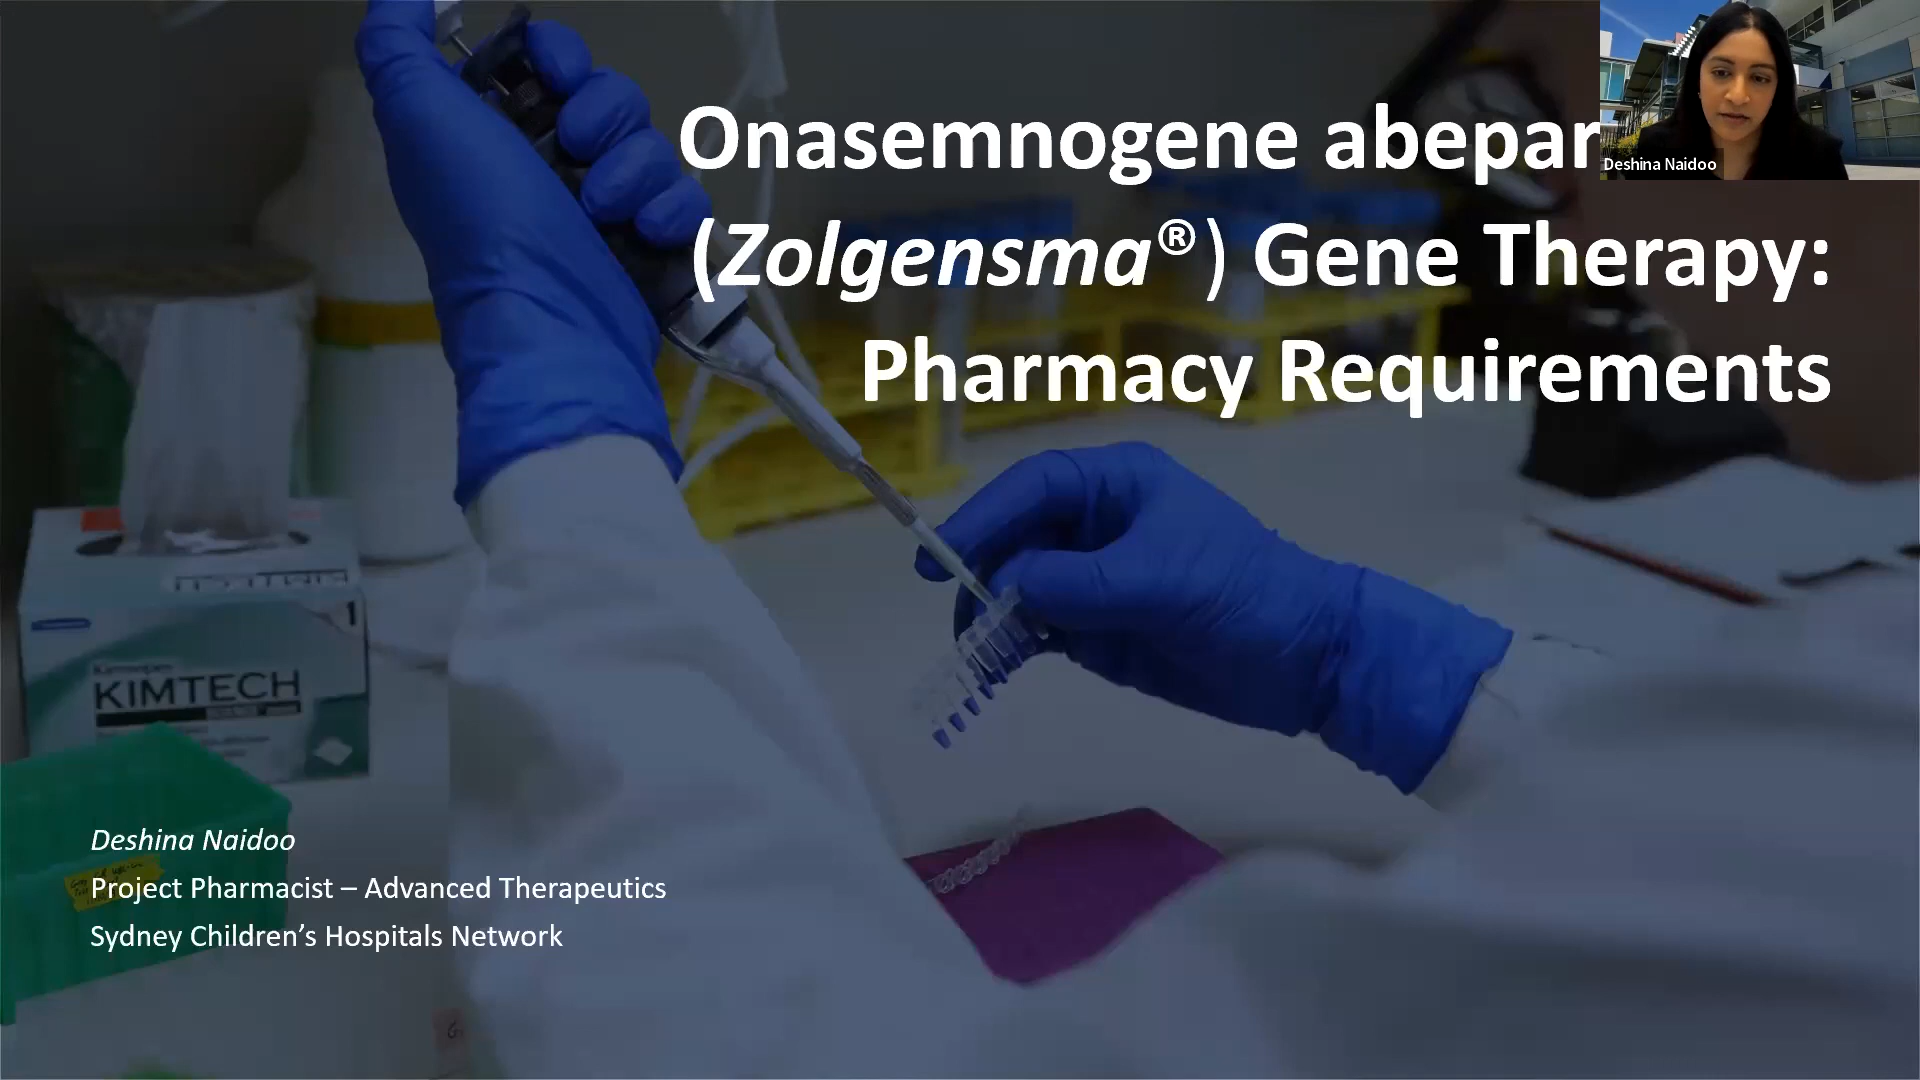 Onasemnogene abepar
Deshina Naidoo
(Zolgensma®) Gene Therapy:
Pharmacy Requirements
KIMTECH
Deshina Naidoo
Project Pharmacist – Advanced Therapeutics
Sydney Children's Hospitals Network